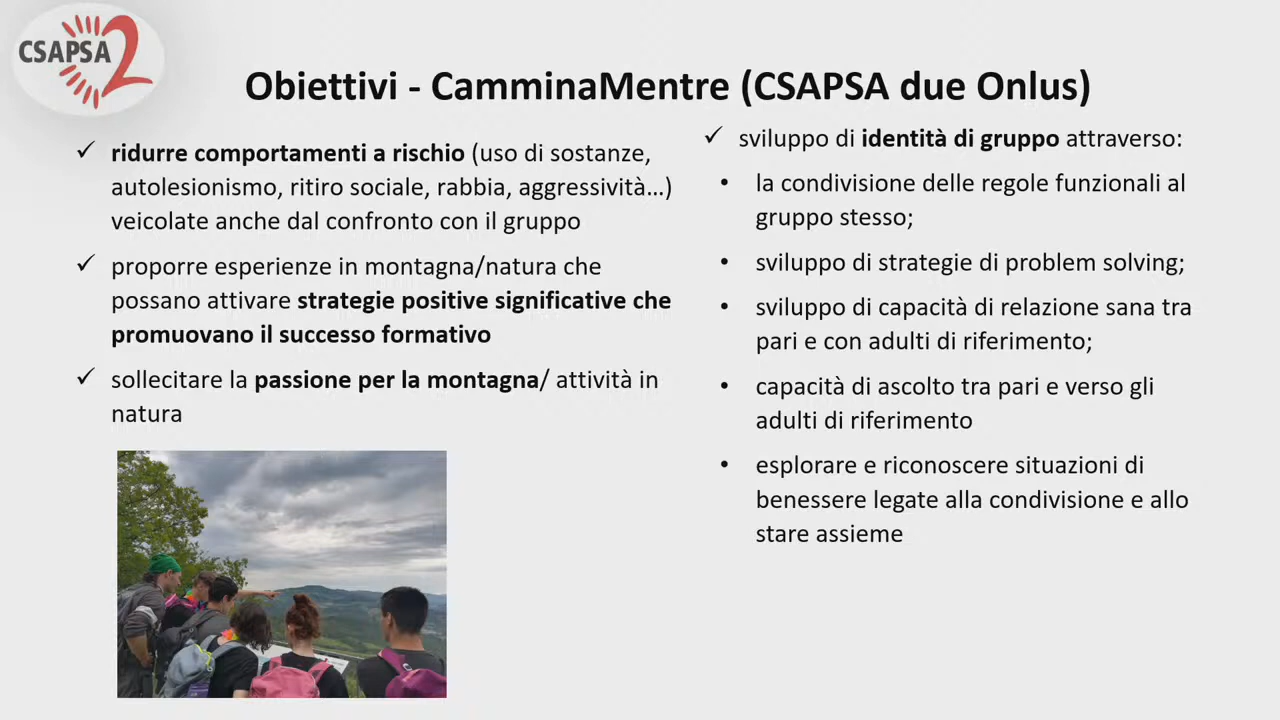 CSAPSA 2
Obiettivi - CamminaMentre (CSAPSA due Onlus)
✓ ridurre comportamenti a rischio (uso di sostanze,
autolesionismo, ritiro sociale, rabbia, aggressività…)
veicolate anche dal confronto con il gruppo
✓ proporre esperienze in montagna/natura che
possano attivare strategie positive significative che
promuovano il successo formativo
✓ sollecitare la passione per la montagna/ attività in
natura
✓ sviluppo di identità di gruppo attraverso:
• la condivisione delle regole funzionali al
gruppo stesso;
• sviluppo di strategie di problem solving;
• sviluppo di capacità di relazione sana tra
pari e con adulti di riferimento;
• capacità di ascolto tra pari e verso gli
adulti di riferimento
• esplorare e riconoscere situazioni di
benessere legate alla condivisione e allo
stare assieme